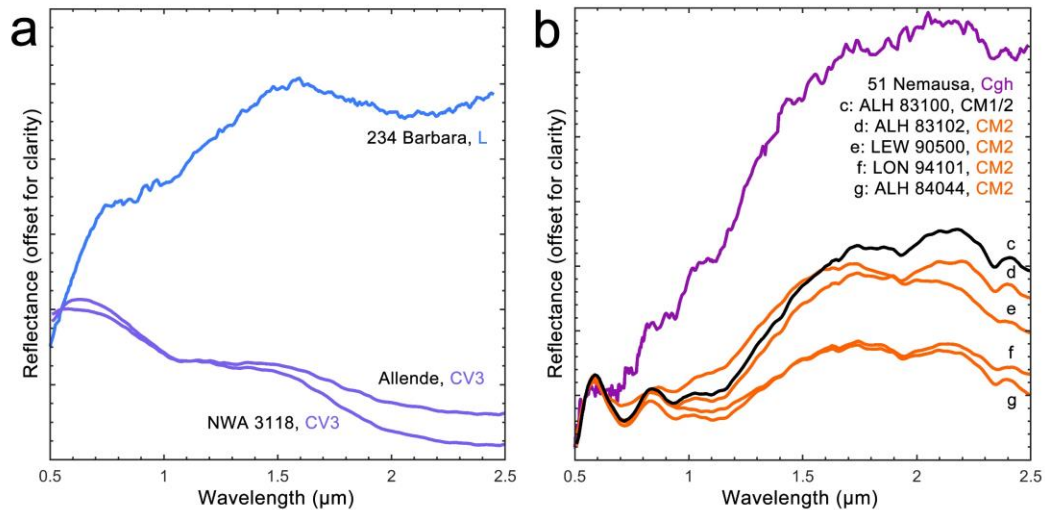 a
Reflectance (offset for clarity)
234 Barbara, L
Allende, CV3
NWA 3118, CV3
0.5 1 1.5 2 2.5
Wavelength (µm)
b
Reflectance (offset for clarity)
51 Nemausa, Cgh
c: ALH 83100, CM1/2
d: ALH 83102, CM2
e: LEW 90500, CM2
f: LON 94101, CM2
g: ALH 84044, CM2
c
d
e
f
g
0.5 1 1.5 2 2.5
Wavelength (µm)